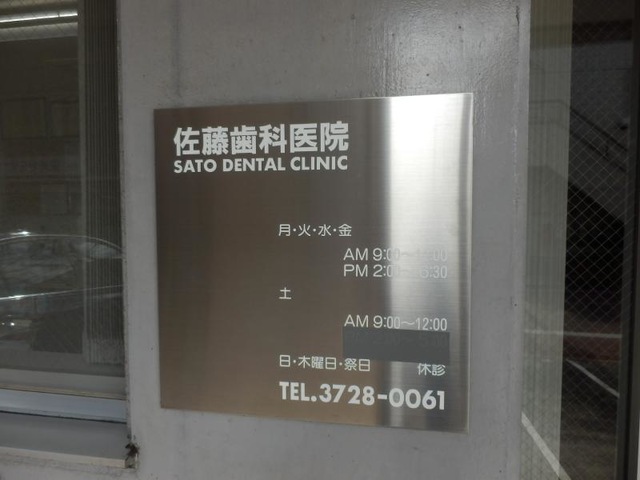 佐藤歯科医院
SATO DENTAL CLINIC
月・火・水・金
AM 9:00〜
PM 2:00〜
土
AM 9:00〜12:00
日・木曜日・祭日 休診
TEL.3728-0061